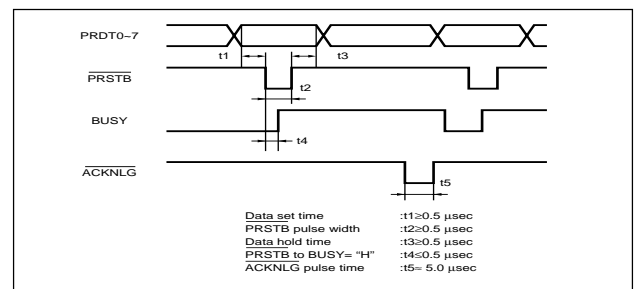 PRDT0~7
t1
t3
PRSTB
t2
BUSY
t4
ACKNLG
t5
Data set time :t1≥0.5 μsec
PRSTB pulse width :t2≥0.5 μsec
Data hold time :t3≥0.5 μsec
PRSTB to BUSY= “H” :t4≤0.5 μsec
ACKNLG pulse time :t5≈ 5.0 μsec